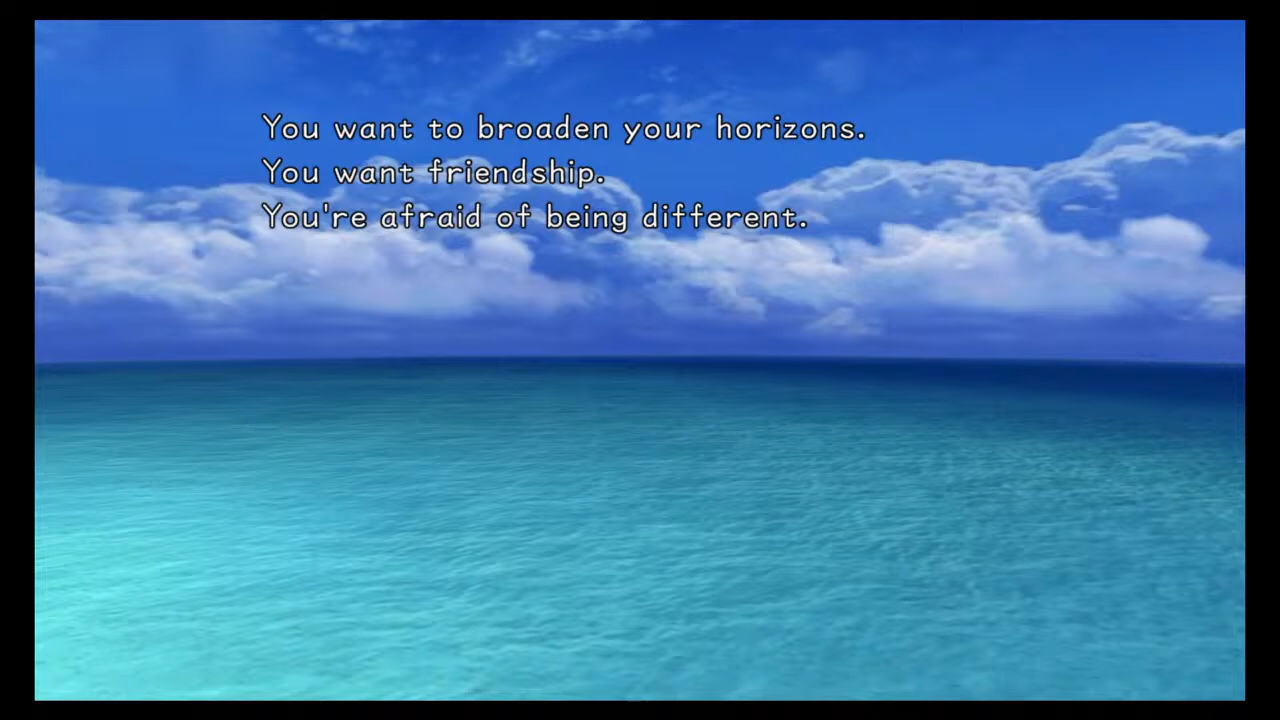 You want to broaden your horizons.
You want friendship.
You're afraid of being different.